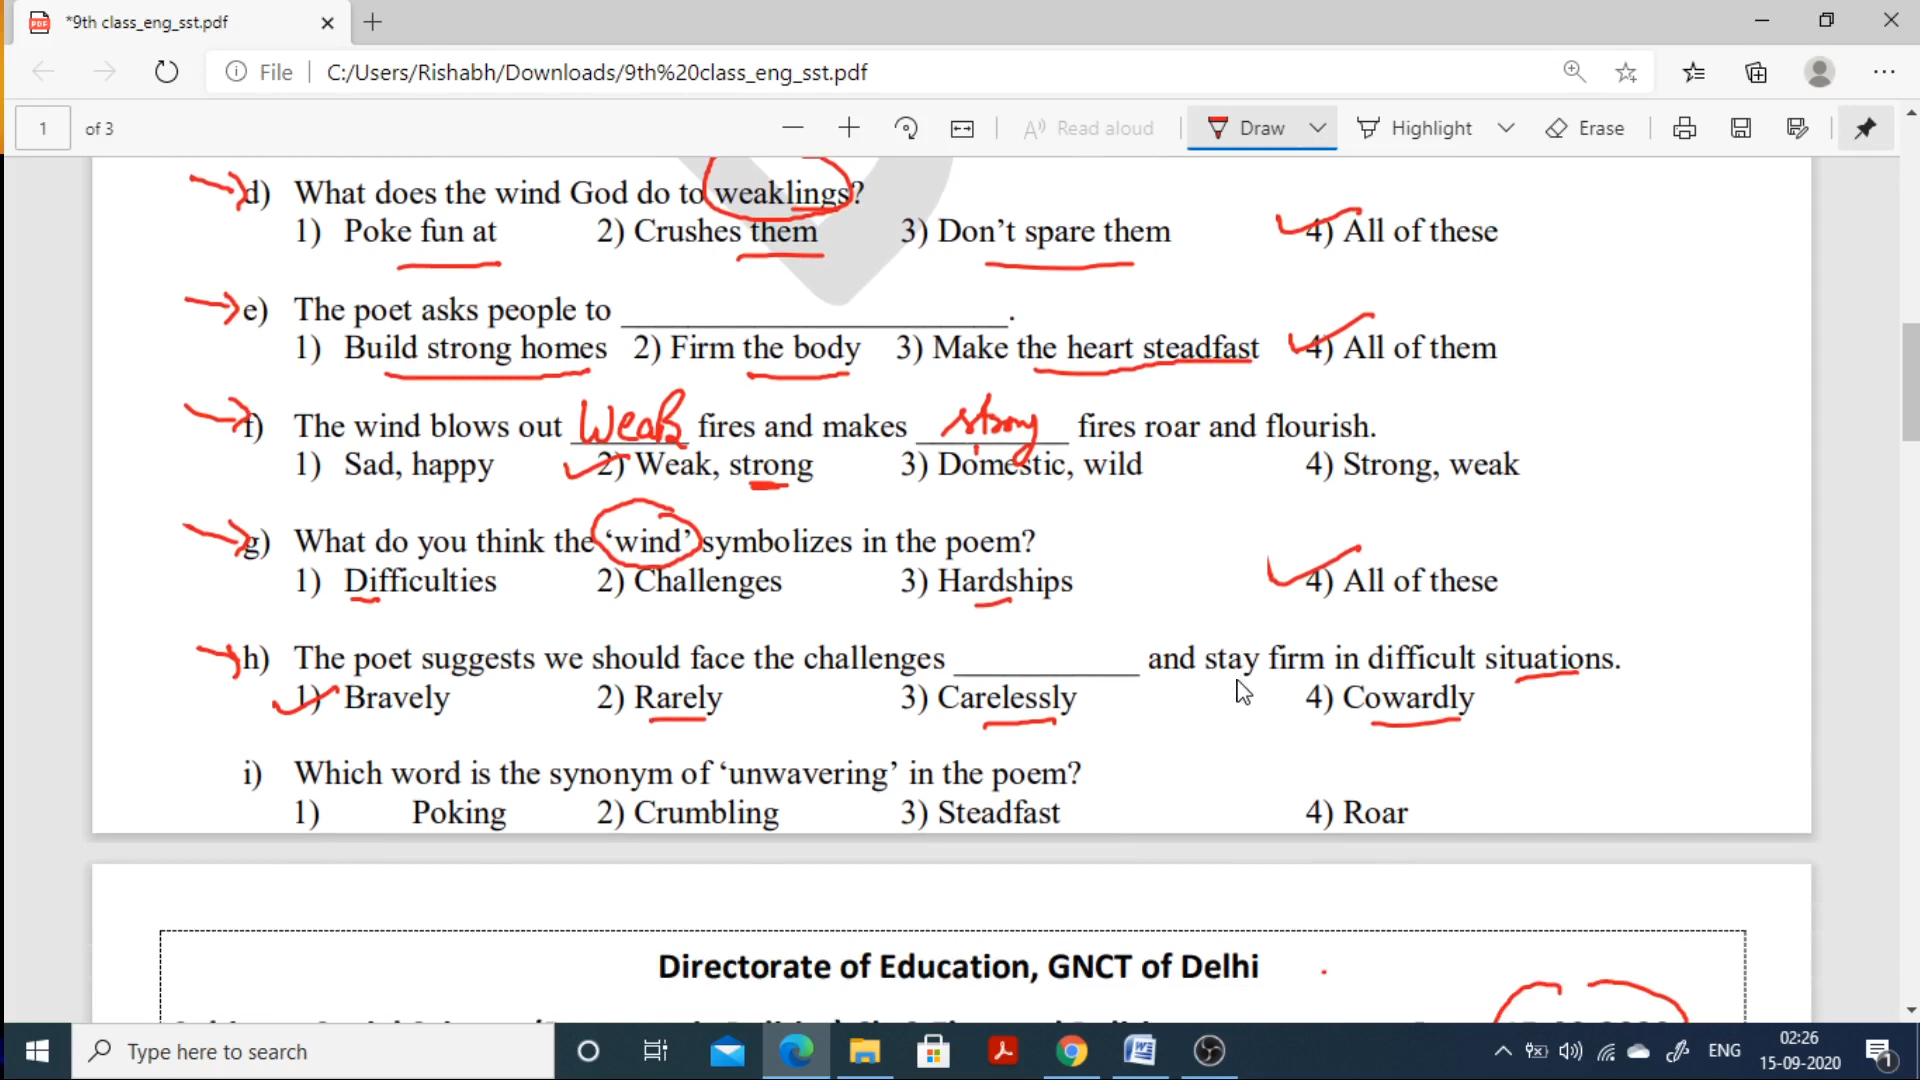 *9th class_eng_sst.pdf
File
C:/Users/Rishabh/Downloads/9th%20class_eng_sst.pdf
1 of 3
Read aloud
Draw
Highlight
Erase
d) What does the wind God do to weaklings?
1) Poke fun at 2) Crushes them 3) Don’t spare them 4) All of these
e) The poet asks people to ______________________.
1) Build strong homes 2) Firm the body 3) Make the heart steadfast 4) All of them
f) The wind blows out Weak fires and makes strong fires roar and flourish.
1) Sad, happy 2) Weak, strong 3) Domestic, wild 4) Strong, weak
g) What do you think the ‘wind’ symbolizes in the poem?
1) Difficulties 2) Challenges 3) Hardships 4) All of these
h) The poet suggests we should face the challenges __________ and stay firm in difficult situations.
1) Bravely 2) Rarely 3) Carelessly 4) Cowardly
i) Which word is the synonym of ‘unwavering’ in the poem?
1) Poking 2) Crumbling 3) Steadfast 4) Roar
Directorate of Education, GNCT of Delhi
Type here to search
ENG
02:26
15-09-2020
1